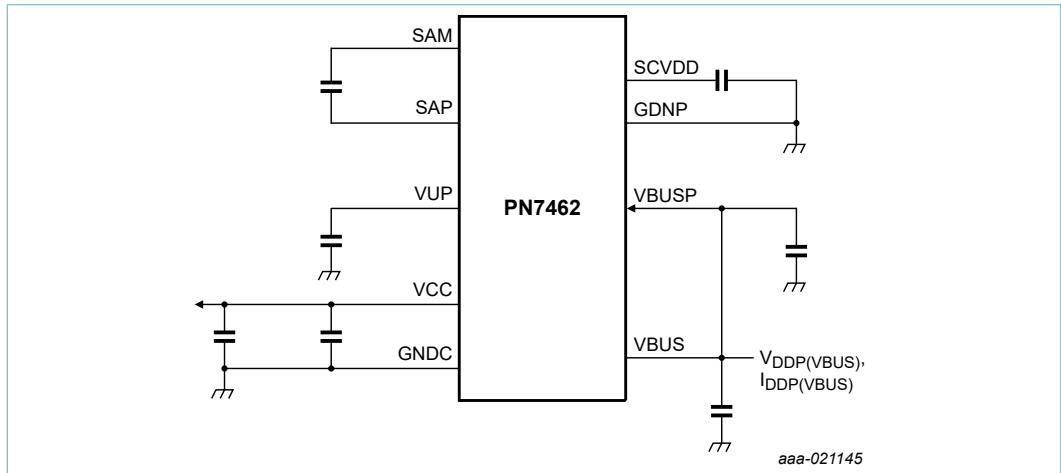 SAM
SAP
VUP
VCC
GNDC
PN7462
SCVDD
GDNP
VBUSP
VBUS
VDDP(VBUS),
IDDP(VBUS)
aaa-021145